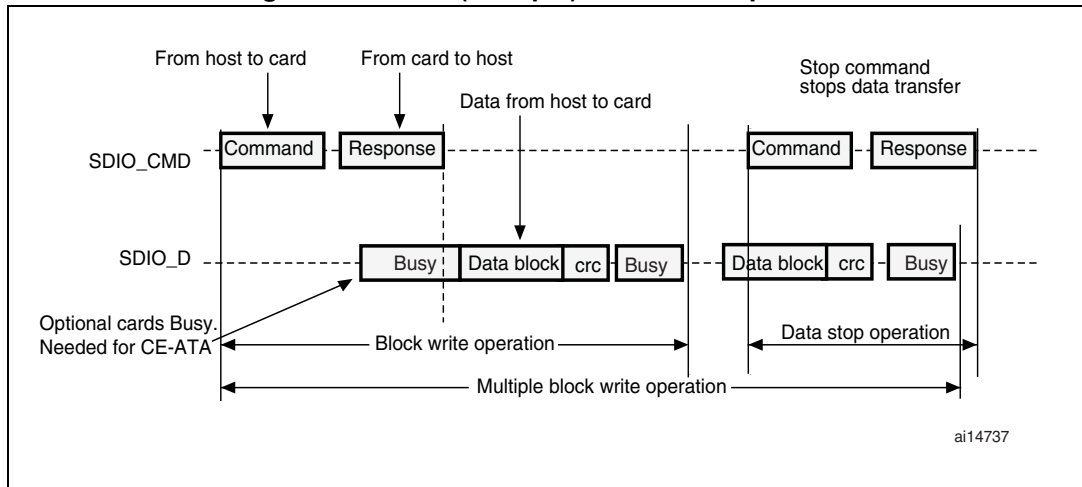 From host to card
From card to host
Stop command
stops data transfer
Data from host to card
SDIO_CMD
Command
Response
Command
Response
SDIO_D
Busy
Data block
crc
Busy
Data block
crc
Busy
Optional cards Busy.
Needed for CE-ATA
Block write operation
Data stop operation
Multiple block write operation
ai14737